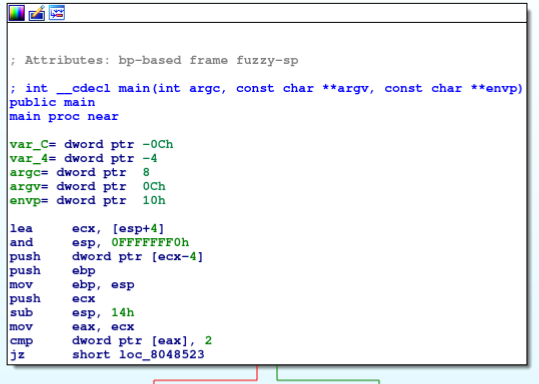 ; Attributes: bp-based frame fuzzy-sp
; int __cdecl main(int argc, const char **argv, const char **envp)
public main
main proc near
var_C= dword ptr -0Ch
var_4= dword ptr -4
argc= dword ptr  8
argv= dword ptr  0Ch
envp= dword ptr  10h
lea     ecx, [esp+4]
and     esp, 0FFFFFFF0h
push    dword ptr [ecx-4]
push    ebp
mov     ebp, esp
push    ecx
sub     esp, 14h
mov     eax, ecx
cmp     dword ptr [eax], 2
jz      short loc_8048523